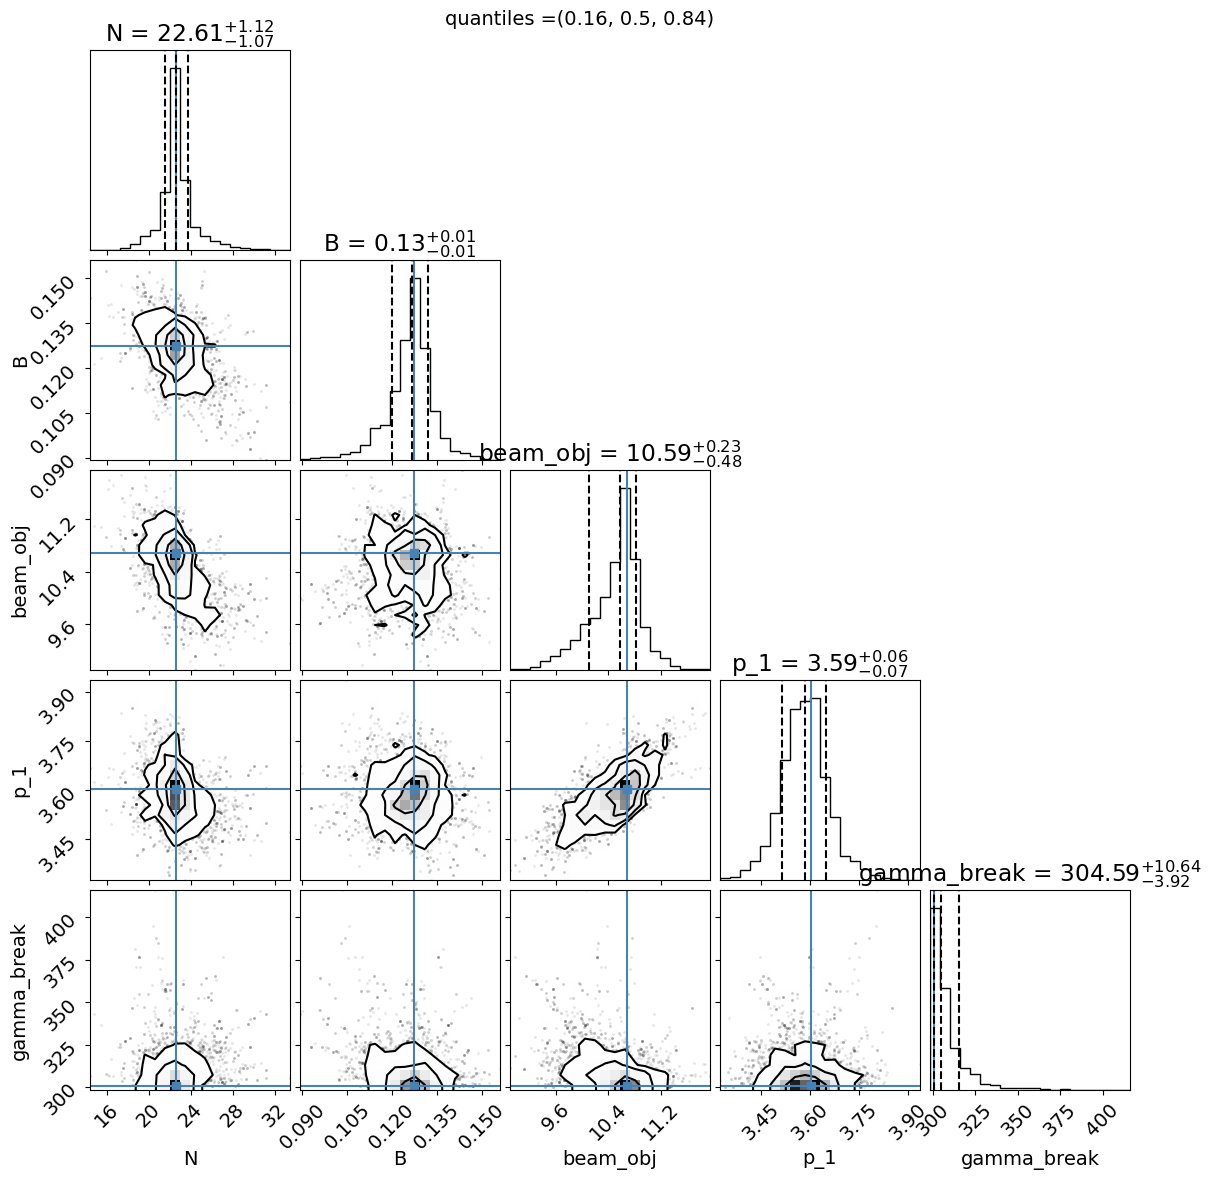 quantiles =(0.16, 0.5, 0.84)
N = 22.61+1.12−1.07
B = 0.13+0.01−0.01
0.150
0.135
0.120
0.105
0.090
B
beam_obj = 10.59+0.23−0.48
11.2
10.4
9.6
beam_obj
p_1 = 3.59+0.06−0.07
3.90
3.75
3.60
3.45
p_1
gamma_break = 304.59+10.64−3.92
400
375
350
325
300
gamma_break
16 20 24 28 32 0.090 0.105 0.120 0.135 0.150 9.6 10.4 11.2 3.45 3.60 3.75 3.90 300 325 350 375 400
N B beam_obj p_1 gamma_break